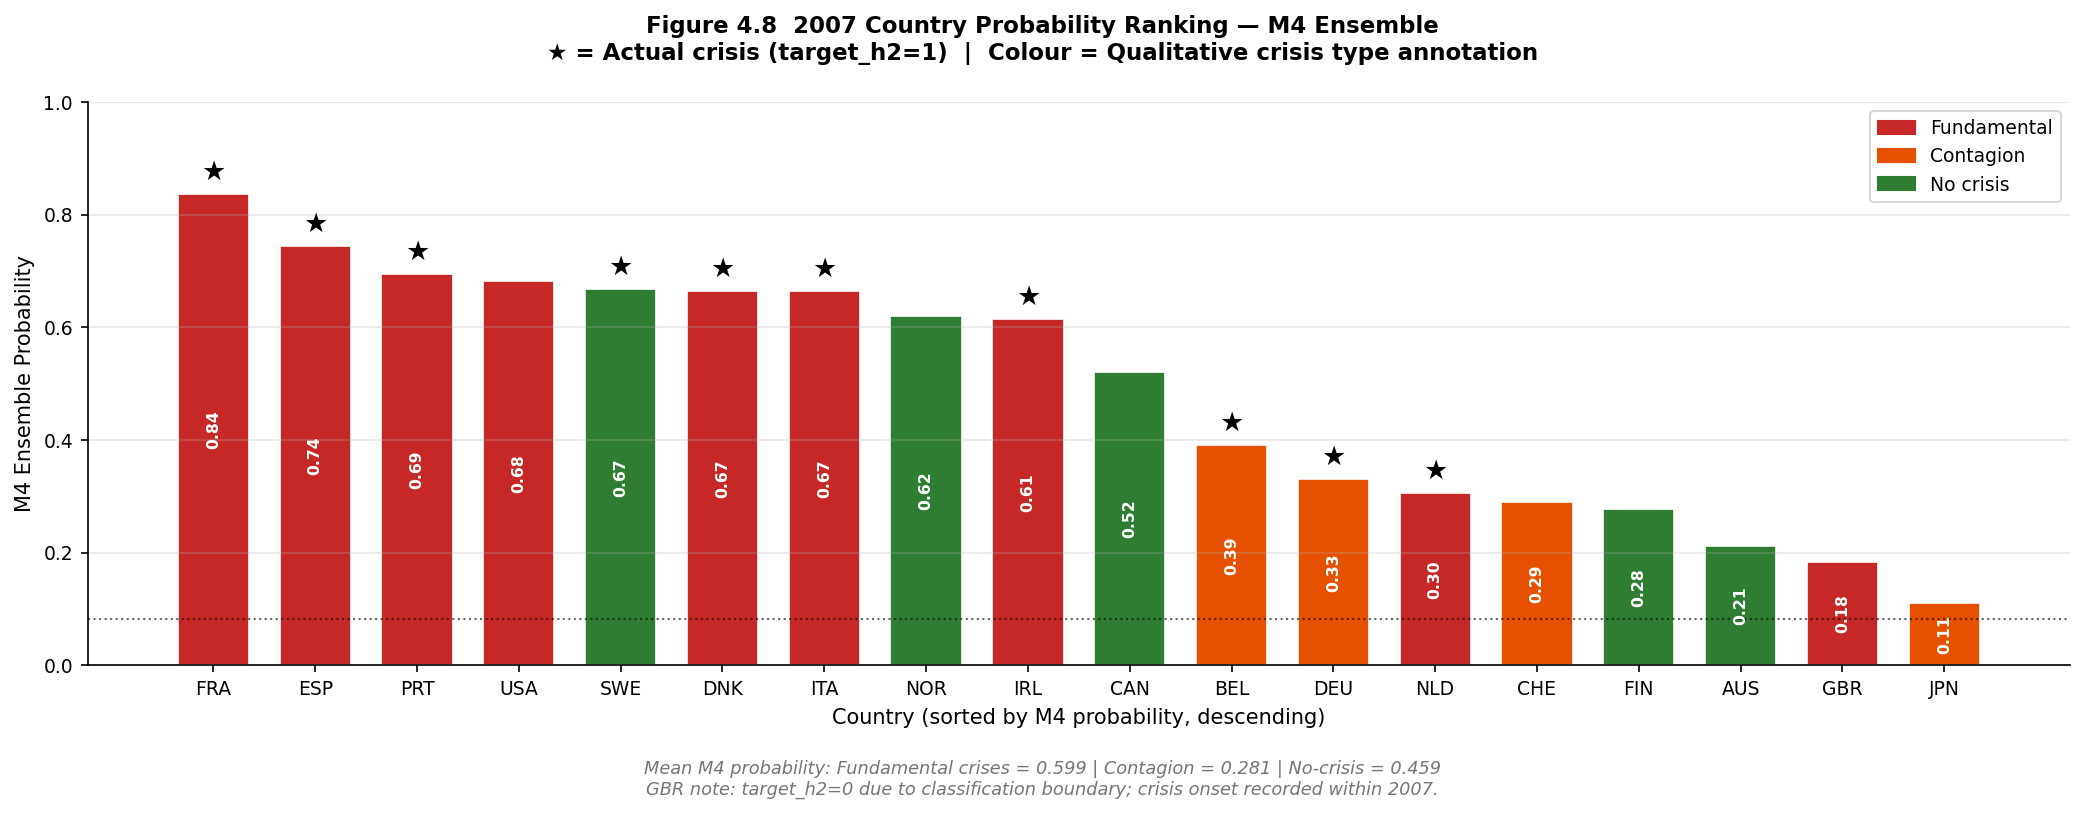 Figure 4.8  2007 Country Probability Ranking — M4 Ensemble
★ = Actual crisis (target_h2=1)  |  Colour = Qualitative crisis type annotation
M4 Ensemble Probability
1.0
0.8
0.6
0.4
0.2
0.0
Fundamental
Contagion
No crisis
0.84
0.74
0.69
0.68
0.67
0.67
0.67
0.62
0.61
0.52
0.39
0.33
0.30
0.29
0.28
0.21
0.18
0.11
FRA ESP PRT USA SWE DNK ITA NOR IRL CAN BEL DEU NLD CHE FIN AUS GBR JPN
Country (sorted by M4 probability, descending)
Mean M4 probability: Fundamental crises = 0.599 | Contagion = 0.281 | No-crisis = 0.459
GBR note: target_h2=0 due to classification boundary; crisis onset recorded within 2007.